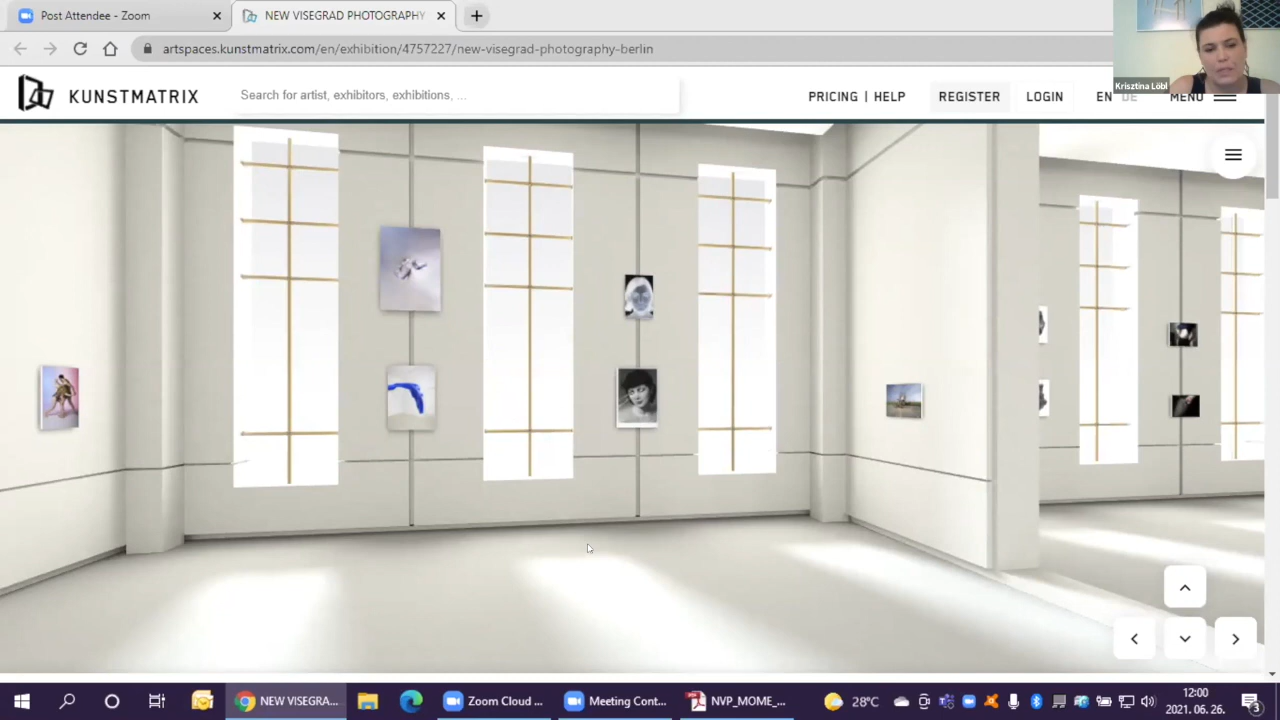 Post Attendee - Zoom
NEW VISEGRAD PHOTOGRAPHY
artspaces.kunstmatrix.com/en/exhibition/4757227/new-visegrad-photography-berlin
Krisztina Löbl
KUNSTMATRIX
Search for artist, exhibitors, exhibitions, ...
PRICING | HELP
REGISTER
LOGIN
EN DE
MENU
NEW VISEGRA...
Zoom Cloud ...
Meeting Cont...
NVP_MOME_...
28°C
12:00
2021. 06. 26.
3